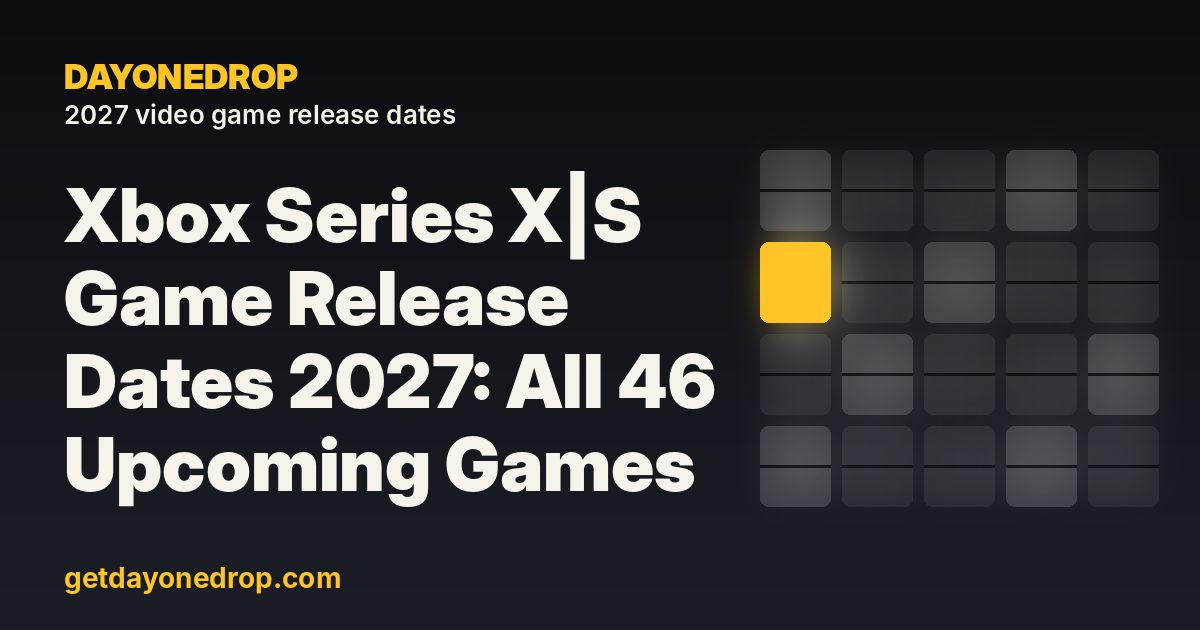 DAYONEDROP
2027 video game release dates
Xbox Series X|S
Game Release
Dates 2027: All 46
Upcoming Games
getdayonedrop.com